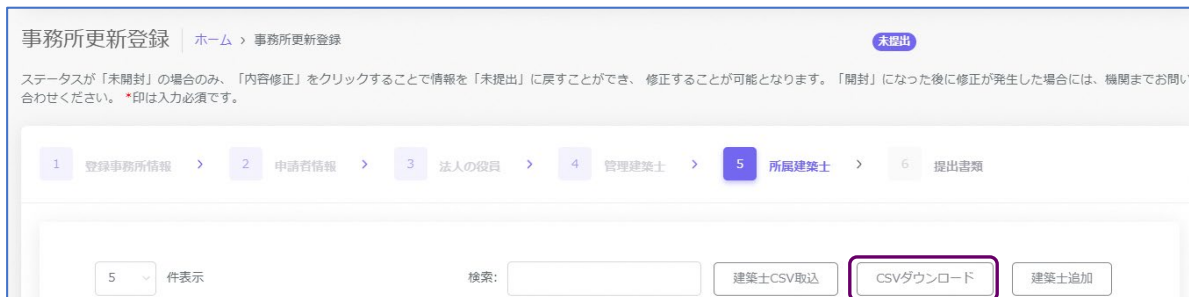 事務所更新登録 ホーム > 事務所更新登録 未提出
ステータスが「未開封」の場合のみ、「内容修正」をクリックすることで情報を「未提出」に戻すことができ、 修正することが可能となります。「開封」になった後に修正が発生した場合には、機関までお問い
合わせください。 *印は入力必須です。
1 登録事務所情報 > 2 申請者情報 > 3 法人の役員 > 4 管理建築士 > 5 所属建築士 > 6 提出書類
5 件表示 検索: 建築士CSV取込 CSVダウンロード 建築士追加